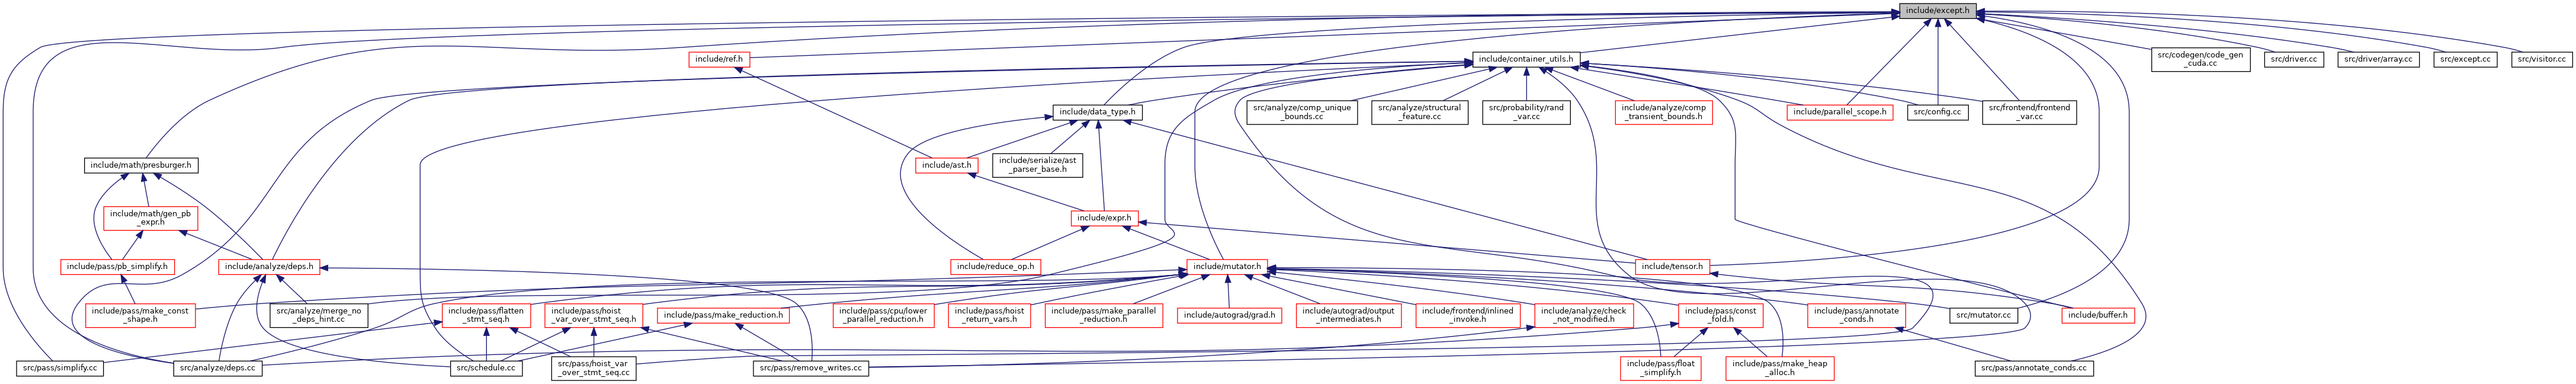 include/except.h
include/ref.h
include/container_utils.h
src/codegen/code_gen
_cuda.cc
src/driver.cc
src/driver/array.cc
src/except.cc
src/visitor.cc
include/data_type.h
src/analyze/comp_unique
_bounds.cc
src/analyze/structural
_feature.cc
src/probability/rand
_var.cc
include/analyze/comp
_transient_bounds.h
include/parallel_scope.h
src/config.cc
src/frontend/frontend
_var.cc
include/math/presburger.h
include/ast.h
include/serialize/ast
_parser_base.h
include/math/gen_pb
_expr.h
include/expr.h
include/pass/pb_simplify.h
include/analyze/deps.h
include/reduce_op.h
include/mutator.h
include/tensor.h
include/pass/make_const
_shape.h
src/analyze/merge_no
_deps_hint.cc
include/pass/flatten
_stmt_seq.h
include/pass/hoist
_var_over_stmt_seq.h
include/pass/make_reduction.h
include/pass/cpu/lower
_parallel_reduction.h
include/pass/hoist
_return_vars.h
include/pass/make_parallel
_reduction.h
include/autograd/grad.h
include/autograd/output
_intermediates.h
include/frontend/inlined
_invoke.h
include/analyze/check
_not_modified.h
include/pass/const
_fold.h
include/pass/annotate
_conds.h
src/mutator.cc
include/buffer.h
src/pass/simplify.cc
src/analyze/deps.cc
src/schedule.cc
src/pass/hoist_var
_over_stmt_seq.cc
src/pass/remove_writes.cc
include/pass/float
_simplify.h
include/pass/make_heap
_alloc.h
src/pass/annotate_conds.cc